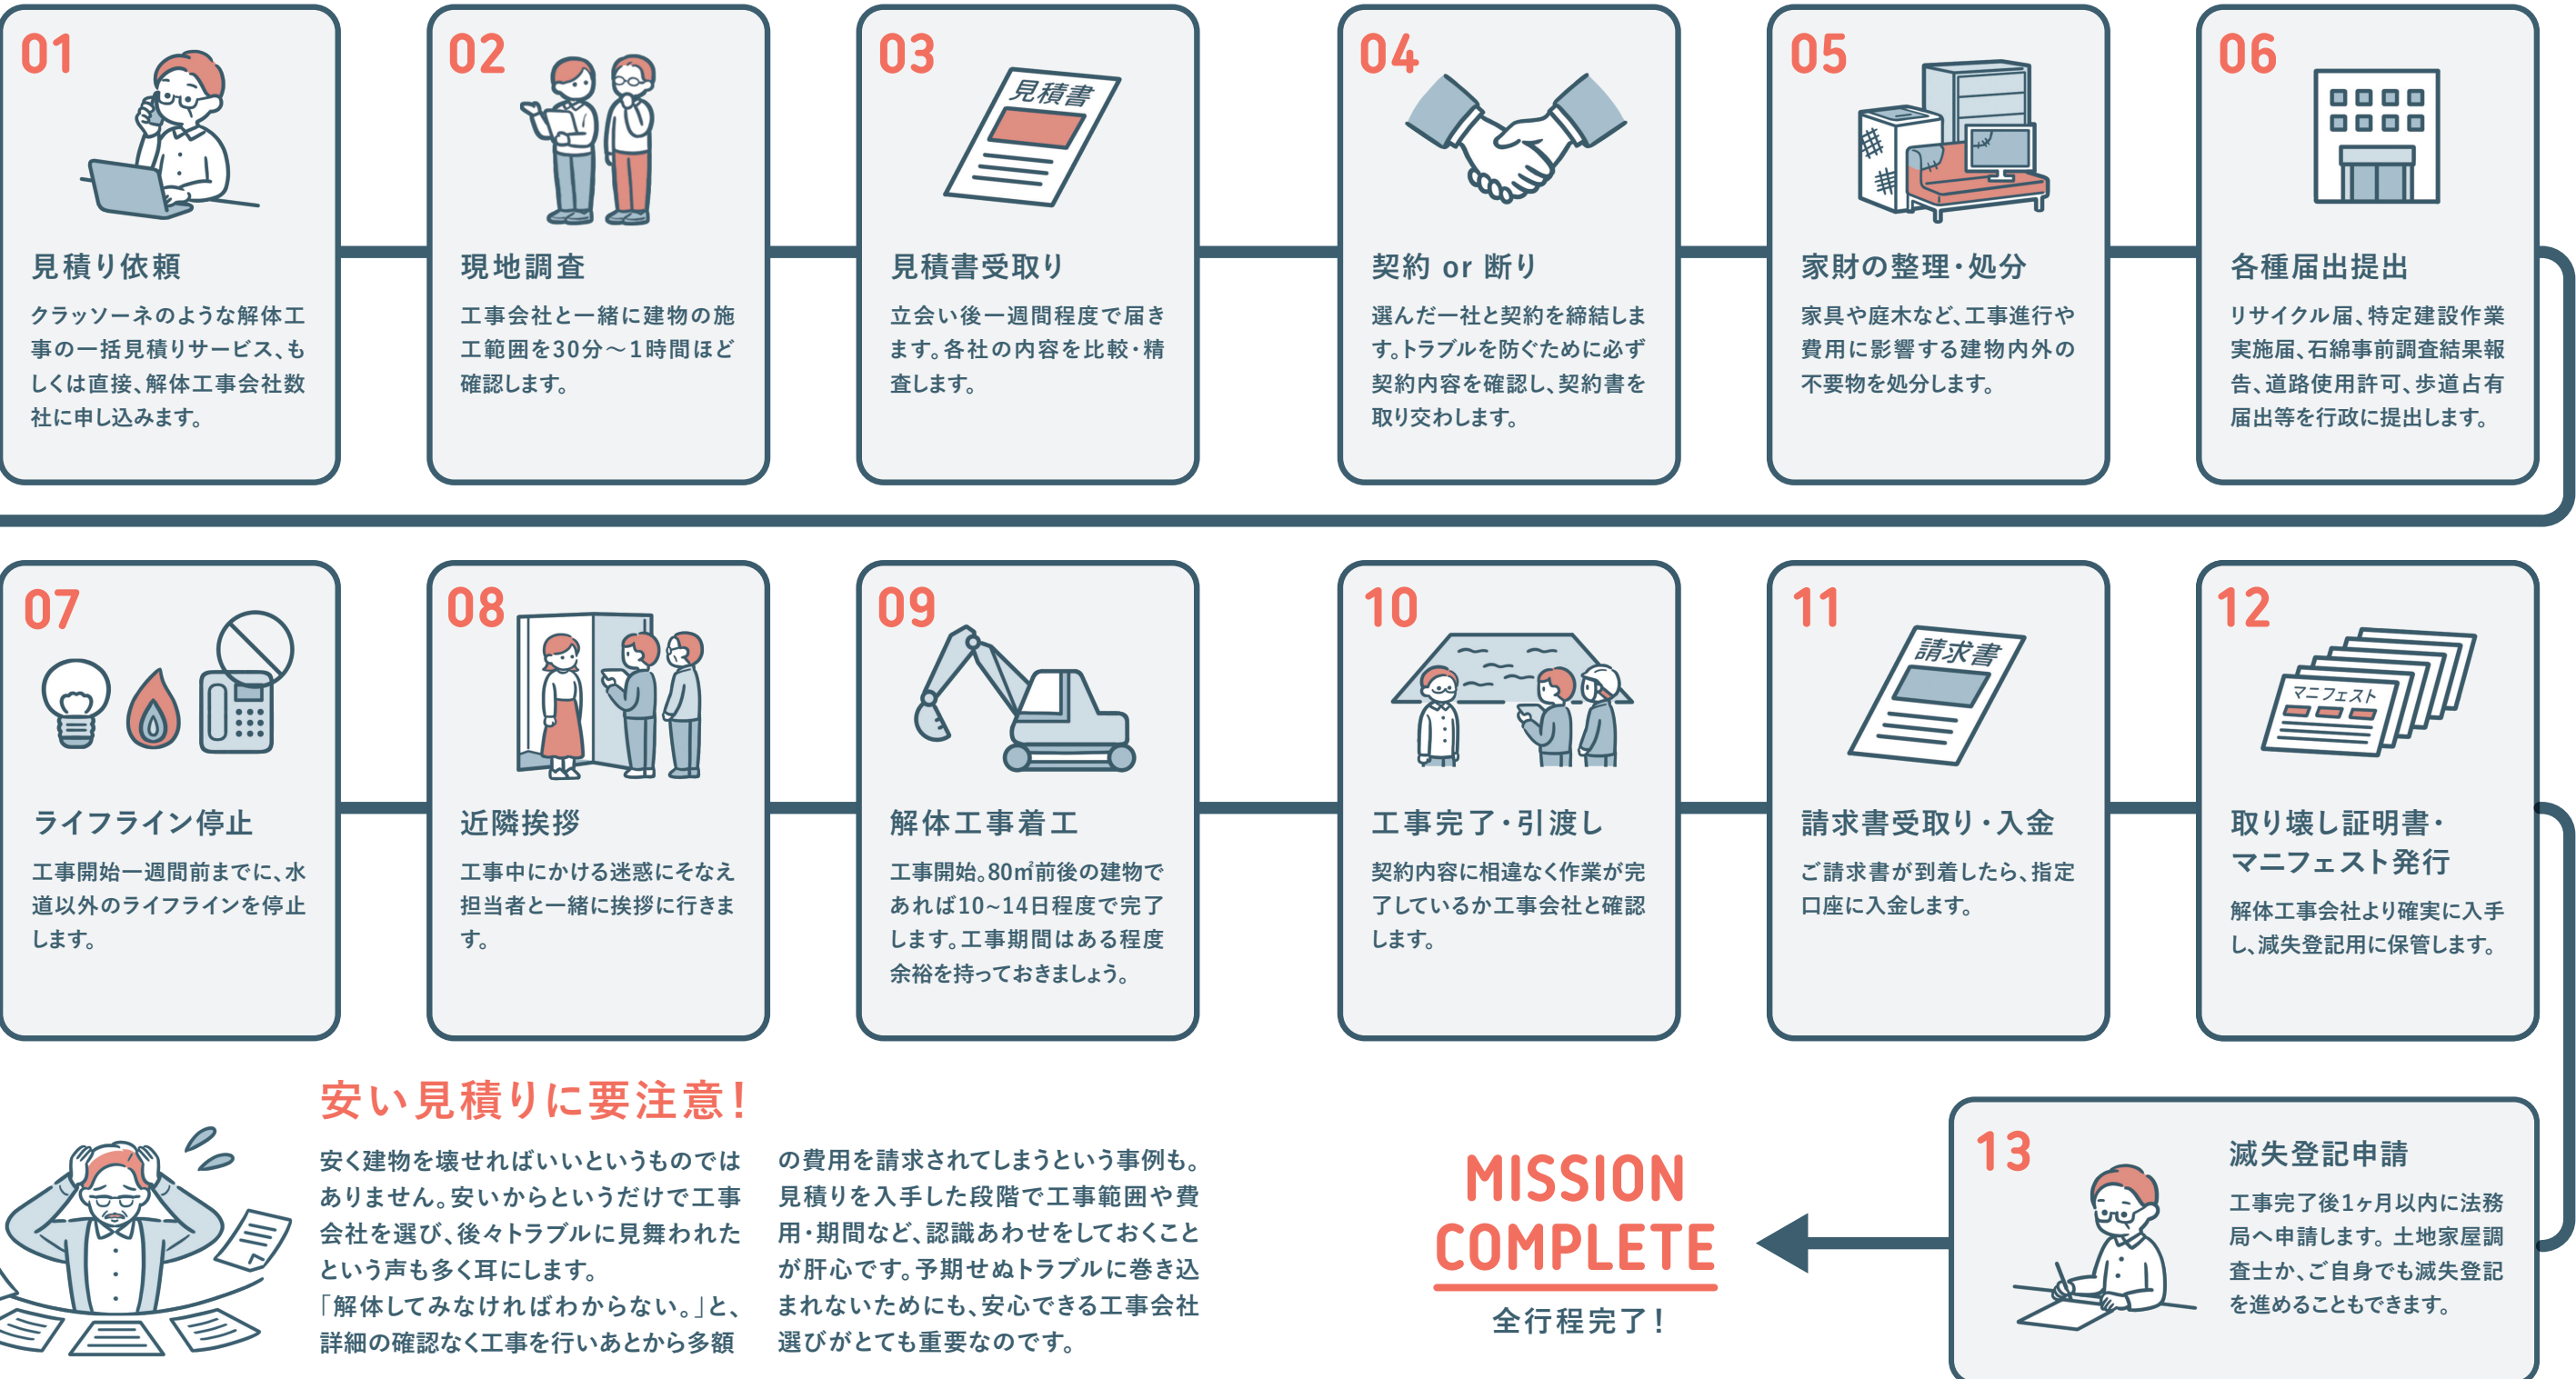 01
見積り依頼
クラッソーネのような解体工
事の一括見積りサービス、も
しくは直接、解体工事会社数
社に申し込みます。
02
現地調査
工事会社と一緒に建物の施
工範囲を30分〜1時間ほど
確認します。
03
見積書
見積書受取り
立会い後一週間程度で届き
ます。各社の内容を比較・精
査します。
04
契約 or 断り
選んだ一社と契約を締結しま
す。トラブルを防ぐために必ず
契約内容を確認し、契約書を
取り交わします。
05
家財の整理・処分
家具や庭木など、工事進行や
費用に影響する建物内外の
不要物を処分します。
06
各種届出提出
リサイクル届、特定建設作業
実施届、石綿事前調査結果報
告、道路使用許可、歩道占有
届出等を行政に提出します。
07
ライフライン停止
工事開始一週間前までに、水
道以外のライフラインを停止
します。
08
近隣挨拶
工事中にかける迷惑にそなえ
担当者と一緒に挨拶に行きま
す。
09
解体工事着工
工事開始。80㎡前後の建物で
あれば10~14日程度で完了
します。工事期間はある程度
余裕を持っておきましょう。
10
工事完了・引渡し
契約内容に相違なく作業が完
了しているか工事会社と確認
します。
11
請求書
請求書受取り・入金
ご請求書が到着したら、指定
口座に入金します。
12
マニフェスト
取り壊し証明書・
マニフェスト発行
解体工事会社より確実に入手
し、滅失登記用に保管します。
13
滅失登記申請
工事完了後1ヶ月以内に法務
局へ申請します。土地家屋調
査士か、ご自身でも滅失登記
を進めることもできます。
MISSION
COMPLETE
全行程完了！
安い見積りに要注意！
安く建物を壊せればいいというものでは
ありません。安いからというだけで工事
会社を選び、後々トラブルに見舞われた
という声も多く耳にします。
「解体してみなければわからない。」と、
詳細の確認なく工事を行いあとから多額
の費用を請求されてしまうという事例も。
見積りを入手した段階で工事範囲や費
用・期間など、認識あわせをしておくこと
が肝心です。予期せぬトラブルに巻き込
まれないためにも、安心できる工事会社
選びがとても重要なのです。